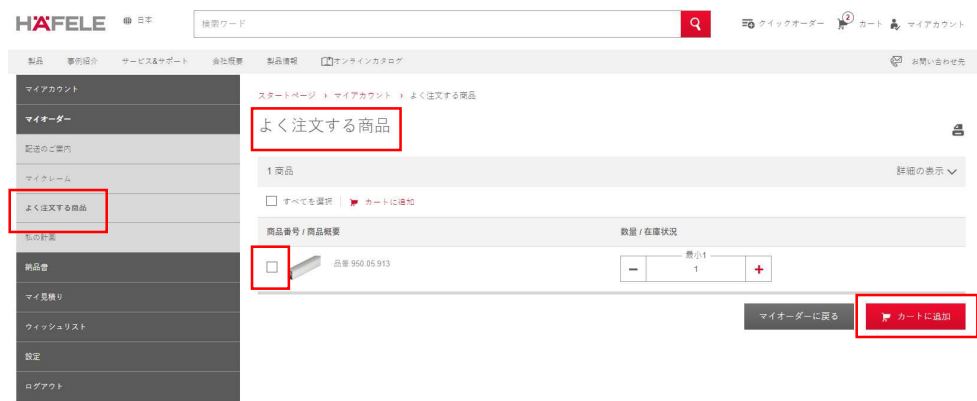 HÄFELE 日本 検索ワード クイックオーダー 2 カート マイアカウント
製品 事例紹介 サービス&サポート 会社概要 製品情報 オンラインカタログ お問い合わせ先
マイアカウント
マイオーダー
配送のご案内
マイクレーム
よく注文する商品
私の計画
納品書
マイ見積り
ウィッシュリスト
設定
ログアウト
スタートページ › マイアカウント › よく注文する商品
よく注文する商品
1 商品 詳細の表示
すべてを選択 カートに追加
商品番号 / 商品概要 数量 / 在庫状況
品番 950.05.913
最小1
− 1 +
マイオーダーに戻る カートに追加